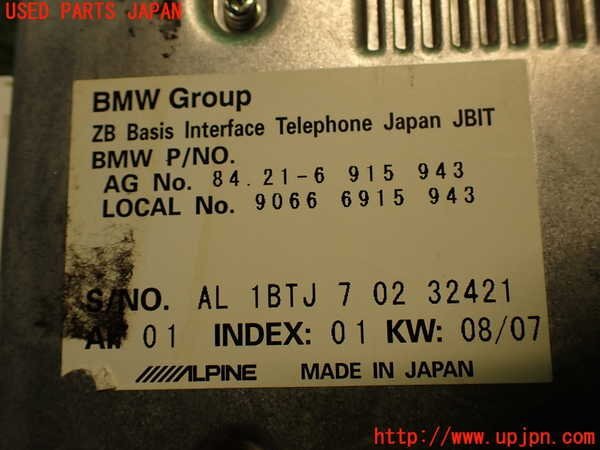 USED PARTS JAPAN
BMW Group
ZB Basis Interface Telephone Japan JBIT
BMW P/NO.
AG No. 84.21-6 915 943
LOCAL No. 9066 6915 943
S/NO. AL 1BTJ 7 02 32421
01 INDEX: 01 KW: 08/07
ALPINE MADE IN JAPAN
http://www.upjpn.com/